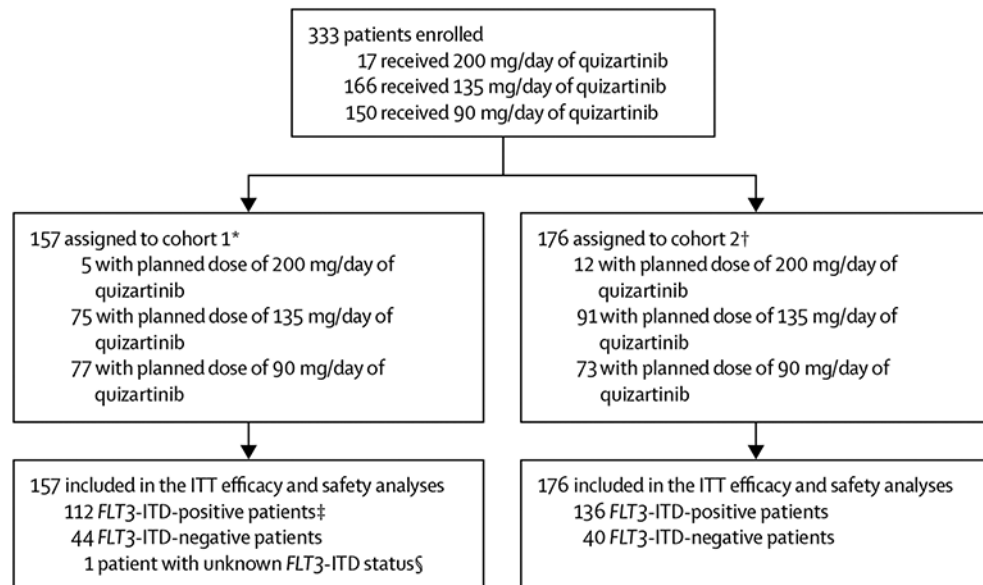 333 patients enrolled
17 received 200 mg/day of quizartinib
166 received 135 mg/day of quizartinib
150 received 90 mg/day of quizartinib
157 assigned to cohort 1*
5 with planned dose of 200 mg/day of
quizartinib
75 with planned dose of 135 mg/day of
quizartinib
77 with planned dose of 90 mg/day of
quizartinib
176 assigned to cohort 2†
12 with planned dose of 200 mg/day of
quizartinib
91 with planned dose of 135 mg/day of
quizartinib
73 with planned dose of 90 mg/day of
quizartinib
157 included in the ITT efficacy and safety analyses
112 FLT3-ITD-positive patients‡
44 FLT3-ITD-negative patients
1 patient with unknown FLT3-ITD status§
176 included in the ITT efficacy and safety analyses
136 FLT3-ITD-positive patients
40 FLT3-ITD-negative patients